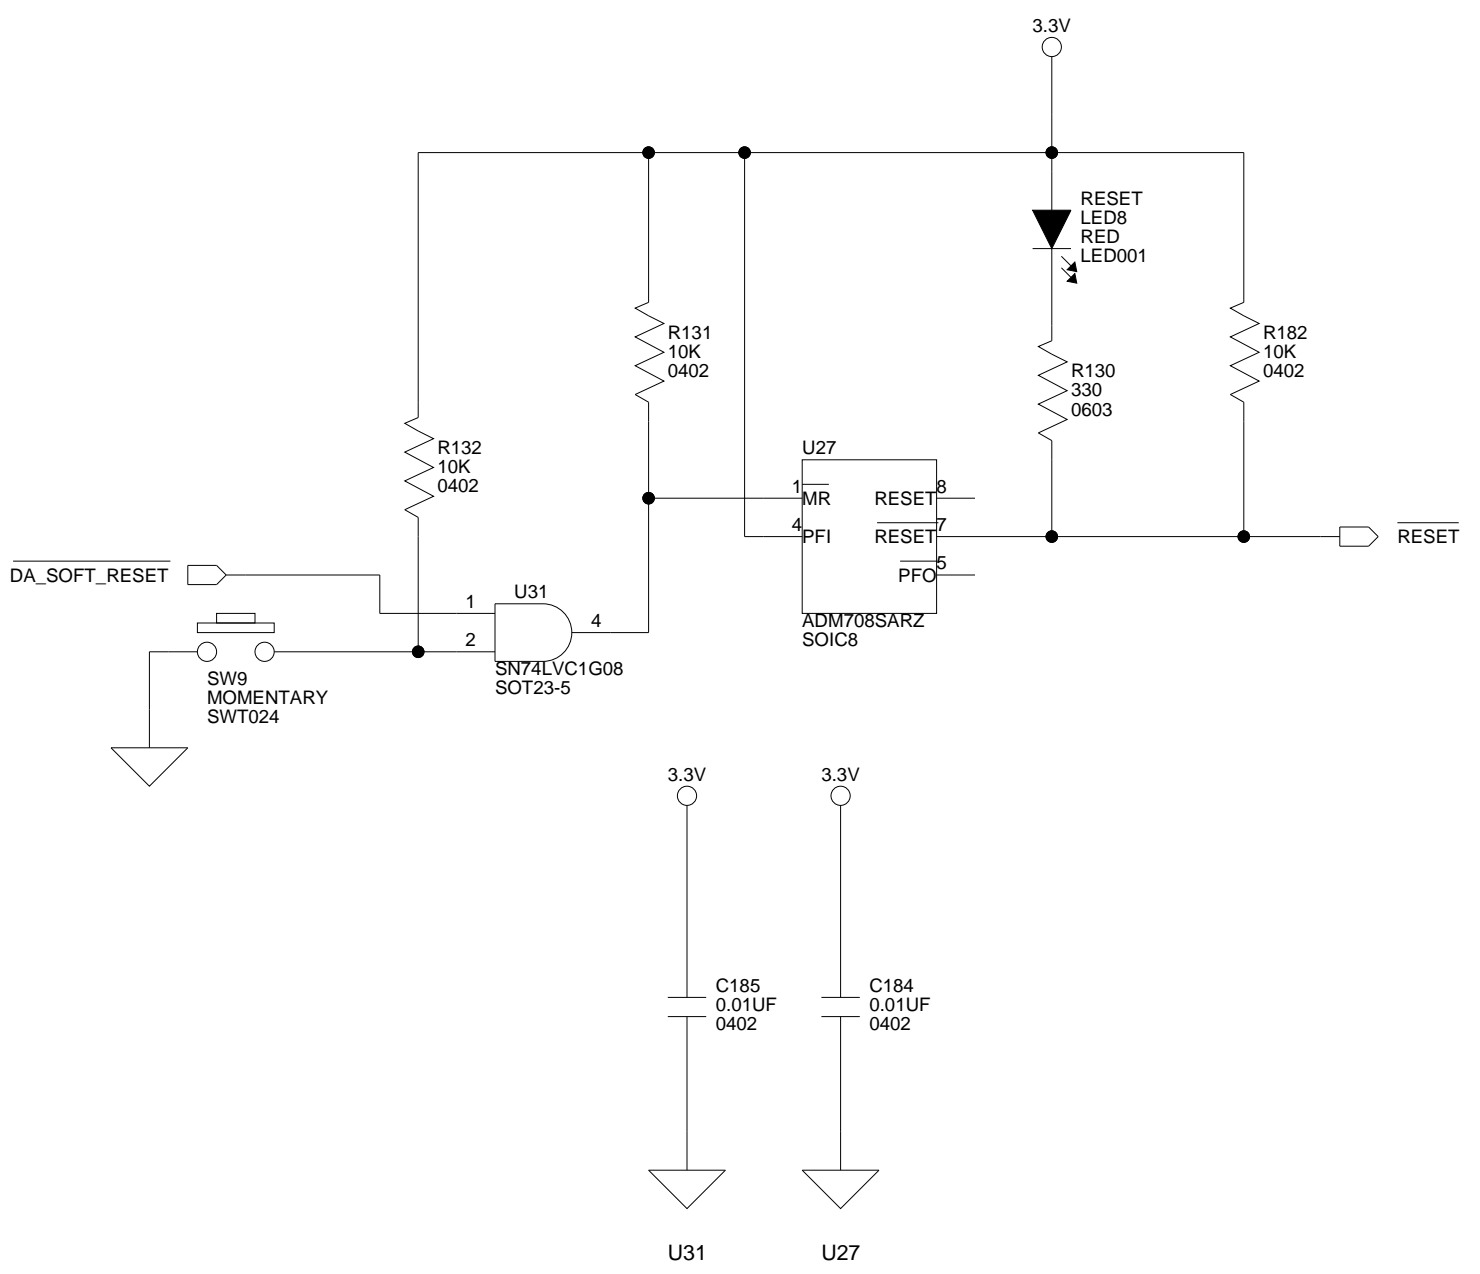 3.3V
RESET
LED8
RED
LED001
R131
10K
0402
R182
10K
0402
R130
330
0603
R132
10K
0402
U27
1
MR
RESET
8
4
PFI
RESET
7
PFO
5
ADM708SARZ
SOIC8
RESET
DA_SOFT_RESET
U31
1
4
2
SN74LVC1G08
SOT23-5
SW9
MOMENTARY
SWT024
3.3V
3.3V
C185
0.01UF
0402
C184
0.01UF
0402
U31
U27